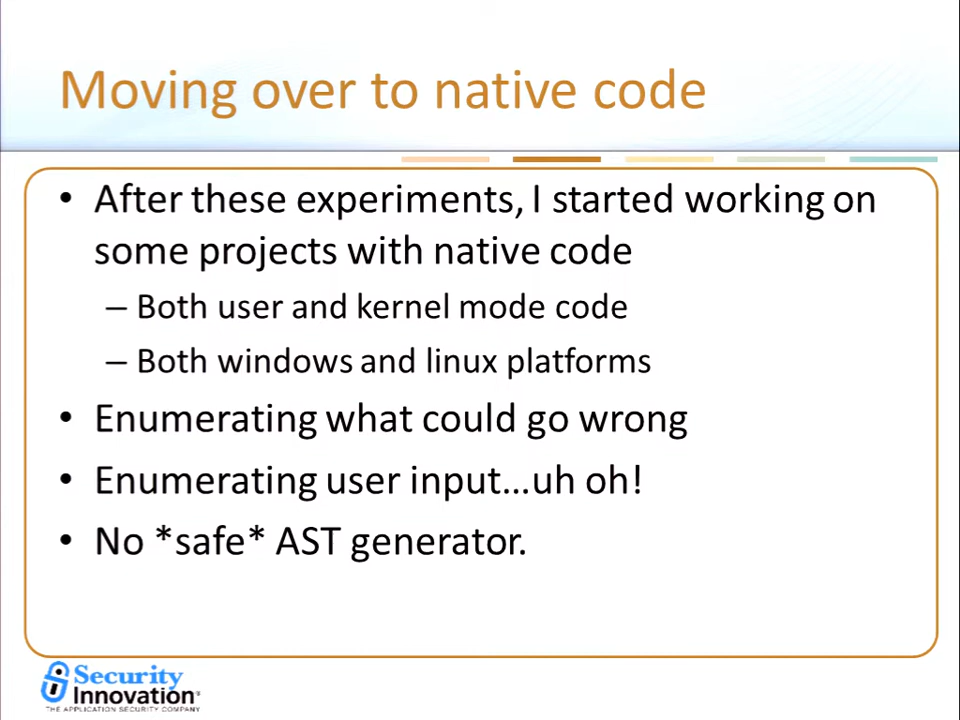 Moving over to native code
• After these experiments, I started working on
some projects with native code
– Both user and kernel mode code
– Both windows and linux platforms
• Enumerating what could go wrong
• Enumerating user input...uh oh!
• No *safe* AST generator.
Security
Innovation®
THE APPLICATION SECURITY COMPANY